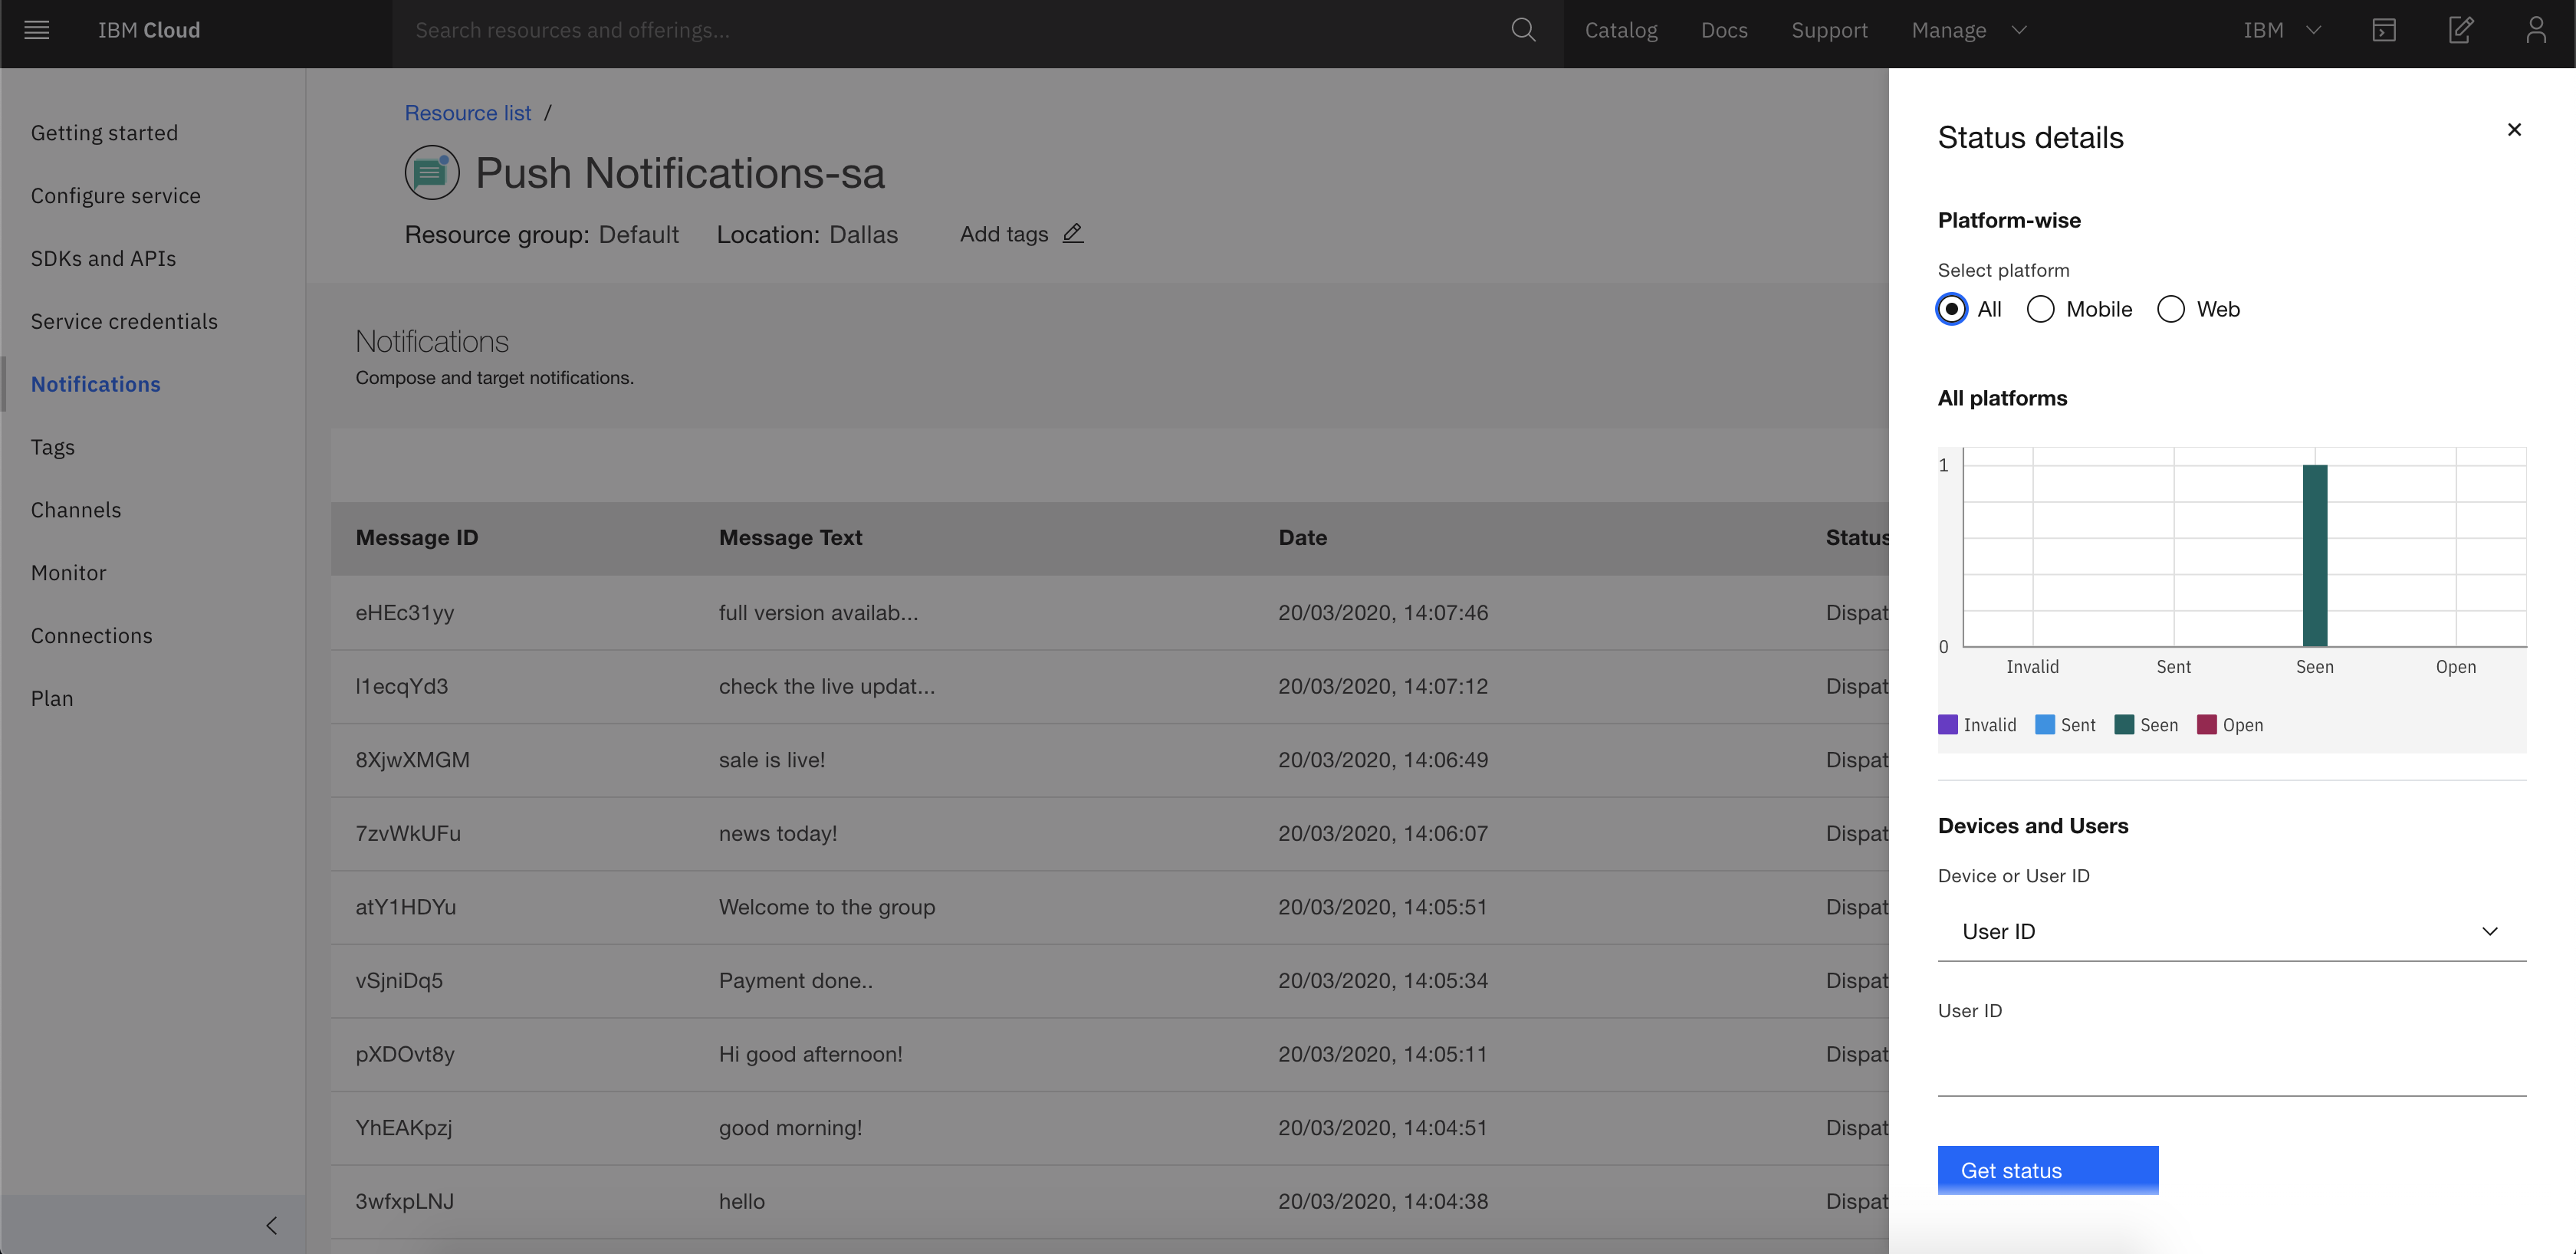 IBM Cloud
Search resources and offerings...
Catalog
Docs
Support
Manage
IBM
Getting started
Configure service
SDKs and APIs
Service credentials
Notifications
Tags
Channels
Monitor
Connections
Plan
Resource list /
Push Notifications-sa
Resource group: Default Location: Dallas Add tags
Notifications
Compose and target notifications.
Message ID Message Text Date Status
eHEc31yy full version availab... 20/03/2020, 14:07:46 Dispat
l1ecqYd3 check the live updat... 20/03/2020, 14:07:12 Dispat
8XjwXMGM sale is live! 20/03/2020, 14:06:49 Dispat
7zvWkUFu news today! 20/03/2020, 14:06:07 Dispat
atY1HDYu Welcome to the group 20/03/2020, 14:05:51 Dispat
vSjniDq5 Payment done.. 20/03/2020, 14:05:34 Dispat
pXDOvt8y Hi good afternoon! 20/03/2020, 14:05:11 Dispat
YhEAKpzj good morning! 20/03/2020, 14:04:51 Dispat
3wfxpLNJ hello 20/03/2020, 14:04:38 Dispat
Status details
Platform-wise
Select platform
All Mobile Web
All platforms
1
0
Invalid Sent Seen Open
Invalid Sent Seen Open
Devices and Users
Device or User ID
User ID
User ID
Get status